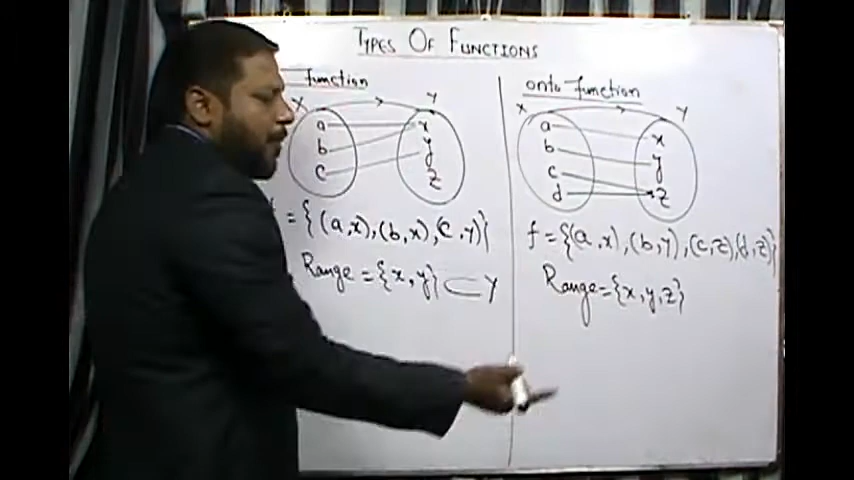 TYPES OF FUNCTIONS
Function
X Y
a x
b y
c z
= {(a,x),(b,x),(c,y)}
Range = {x,y} ⊂ Y
onto Function
X Y
a x
b y
c z
d
f = {(a,x),(b,y),(c,z),(d,z)}
Range = {x,y,z}